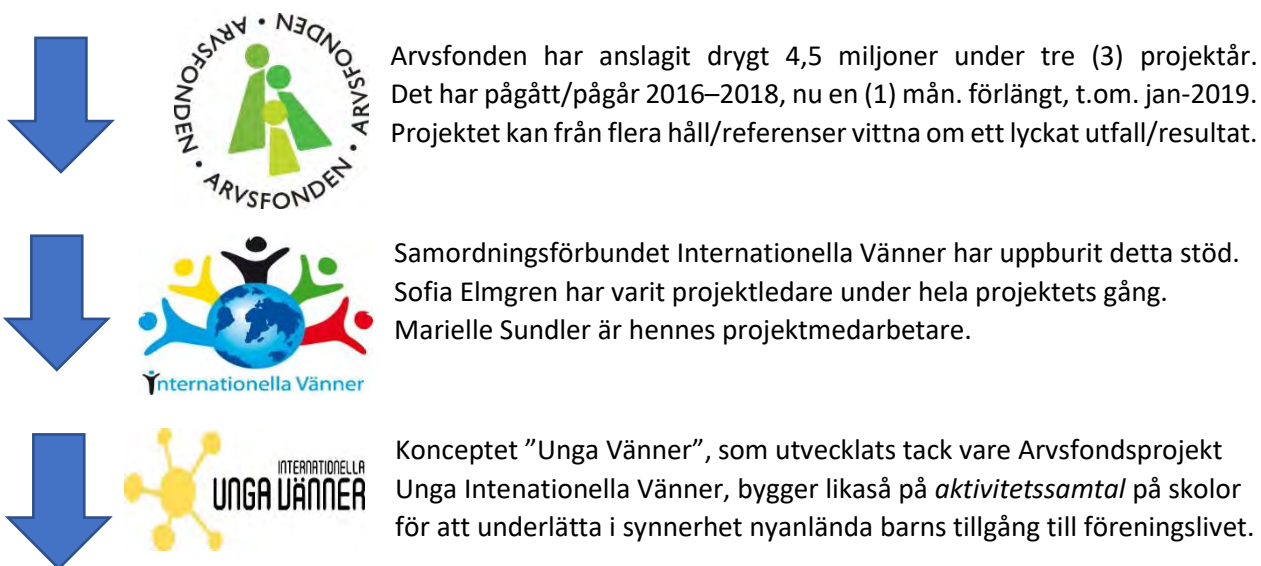 ARVSFONDEN • ARVSFONDEN • ARVSFONDEN •
Arvsfonden har anslagit drygt 4,5 miljoner under tre (3) projektår.
Det har pågått/pågår 2016–2018, nu en (1) mån. förlängt, t.om. jan-2019.
Projektet kan från flera håll/referenser vittna om ett lyckat utfall/resultat.
Samordningsförbundet Internationella Vänner har uppburit detta stöd.
Sofia Elmgren har varit projektledare under hela projektets gång.
Marielle Sundler är hennes projektmedarbetare.
Internationella Vänner
INTERNATIONELLA
UNGA VÄNNER
Konceptet ”Unga Vänner”, som utvecklats tack vare Arvsfondsprojekt
Unga Intenationella Vänner, bygger likaså på aktivitetssamtal på skolor
för att underlätta i synnerhet nyanlända barns tillgång till föreningslivet.